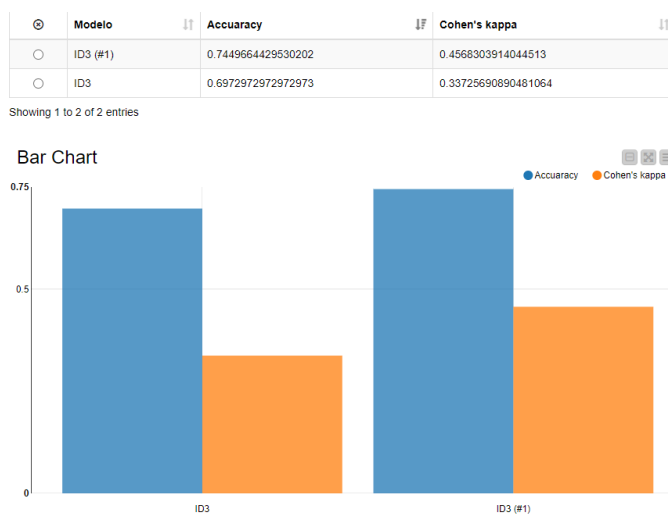 Modelo Accuaracy Cohen's kappa
ID3 (#1) 0.7449664429530202 0.4568303914044513
ID3 0.6972972972972973 0.33725690890481064
Showing 1 to 2 of 2 entries
Bar Chart
Accuaracy Cohen's kappa
0.75
0.5
0
ID3 ID3 (#1)